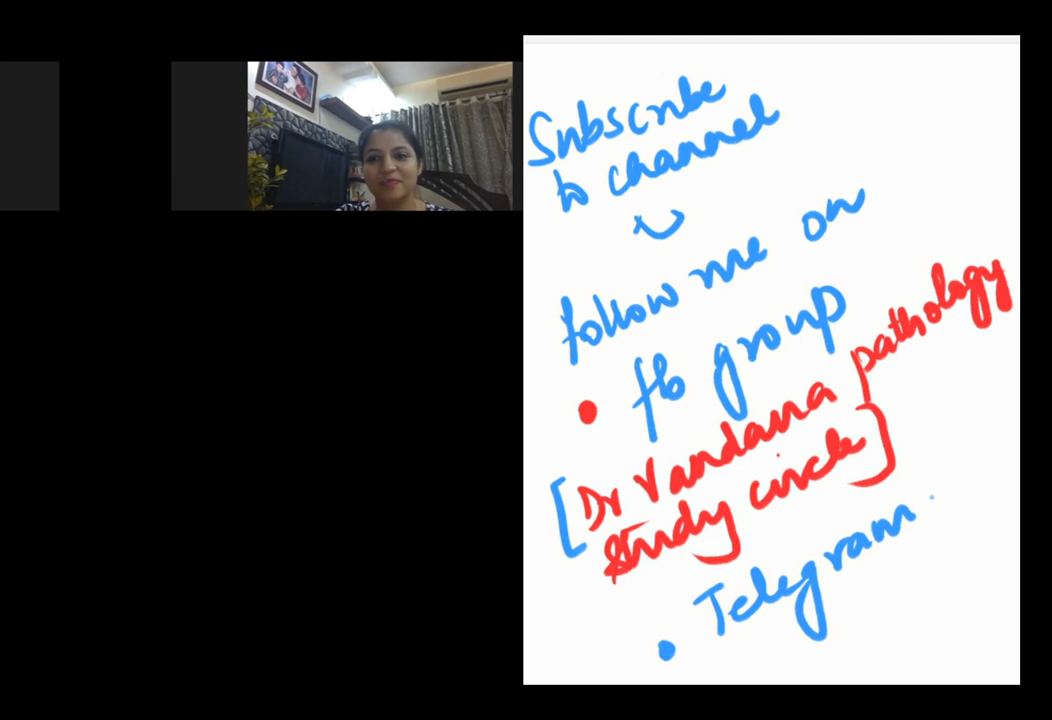 Subscribe
to channel
follow me on
• fb group
[Dr Vandana pathology
study circle]
• Telegram.